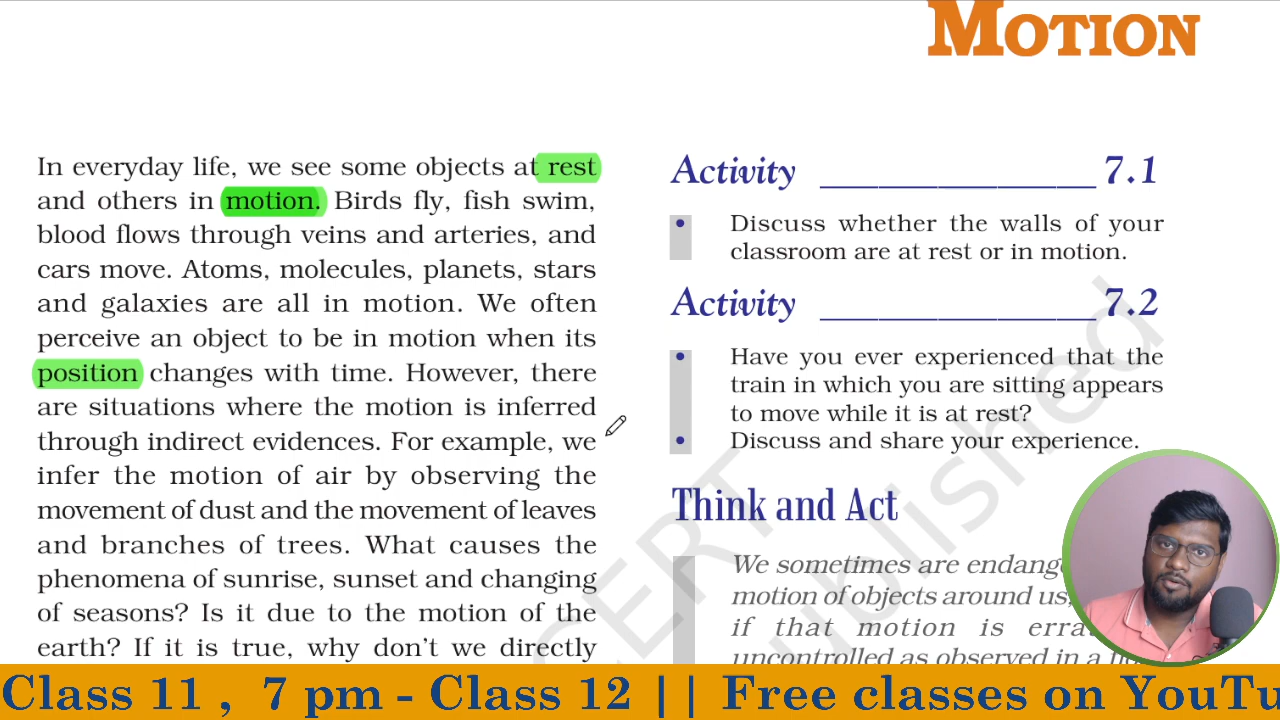 MOTION
In everyday life, we see some objects at rest
and others in motion. Birds fly, fish swim,
blood flows through veins and arteries, and
cars move. Atoms, molecules, planets, stars
and galaxies are all in motion. We often
perceive an object to be in motion when its
position changes with time. However, there
are situations where the motion is inferred
through indirect evidences. For example, we
infer the motion of air by observing the
movement of dust and the movement of leaves
and branches of trees. What causes the
phenomena of sunrise, sunset and changing
of seasons? Is it due to the motion of the
earth? If it is true, why don't we directly
Activity ____________________ 7.1
• Discuss whether the walls of your
classroom are at rest or in motion.
Activity ____________________ 7.2
• Have you ever experienced that the
train in which you are sitting appears
to move while it is at rest?
• Discuss and share your experience.
Think and Act
We sometimes are
motion of objects around us,
if that motion is
uncontrolled as observed in a
Class 11 , 7 pm - Class 12 || Free classes on